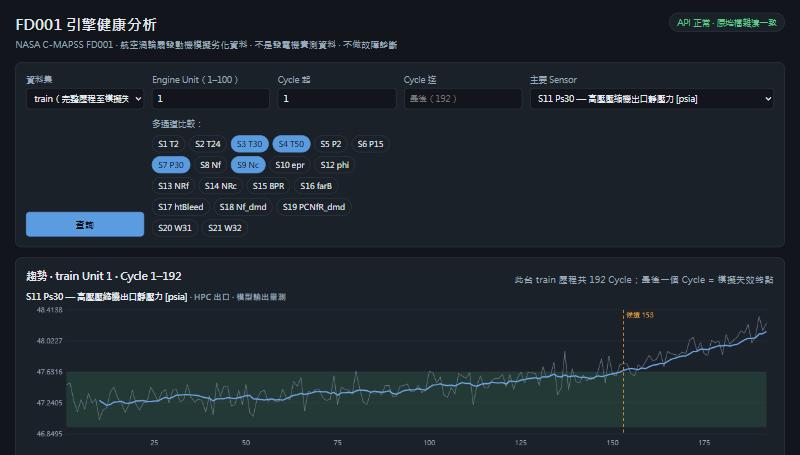 FD001 引擎健康分析
API 正常 · 原始檔雜湊一致
NASA C-MAPSS FD001 · 航空渦輪扇發動機模擬劣化資料 · 不是發電機實測資料 · 不做故障診斷
資料集
Engine Unit（1–100）
Cycle 起
Cycle 迄
主要 Sensor
train（完整歷程至模擬失
1
1
最後（192）
S11 Ps30 — 高壓壓縮機出口靜壓力 [psia]
多通道比較：
S1 T2 S2 T24 S3 T30 S4 T50 S5 P2 S6 P15
S7 P30 S8 Nf S9 Nc S10 epr S12 phi
S13 NRf S14 NRc S15 BPR S16 farB
S17 htBleed S18 Nf_dmd S19 PCNfR_dmd
S20 W31 S21 W32
查詢
趨勢 · train Unit 1 · Cycle 1–192
此台 train 歷程共 192 Cycle；最後一個 Cycle = 模擬失效終點
S11 Ps30 — 高壓壓縮機出口靜壓力 [psia] · HPC 出口 · 模型輸出量測
48.4138
48.0227
47.6316
47.2405
46.8495
候選 153
25 50 75 100 125 150 175